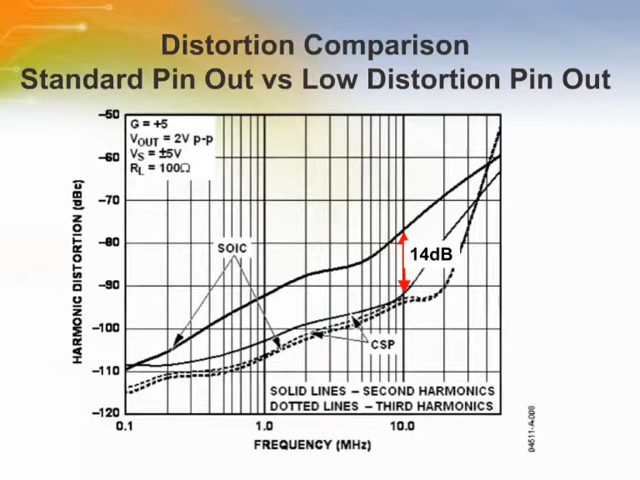 Distortion Comparison
Standard Pin Out vs Low Distortion Pin Out
G = +5
VOUT = 2V p-p
VS = ±5V
RL = 100Ω
–50
–60
–70
–80
–90
–100
–110
–120
HARMONIC DISTORTION (dBc)
SOIC
14dB
CSP
SOLID LINES – SECOND HARMONICS
DOTTED LINES – THIRD HARMONICS
0.1
1.0
10.0
FREQUENCY (MHz)
04511-A-008